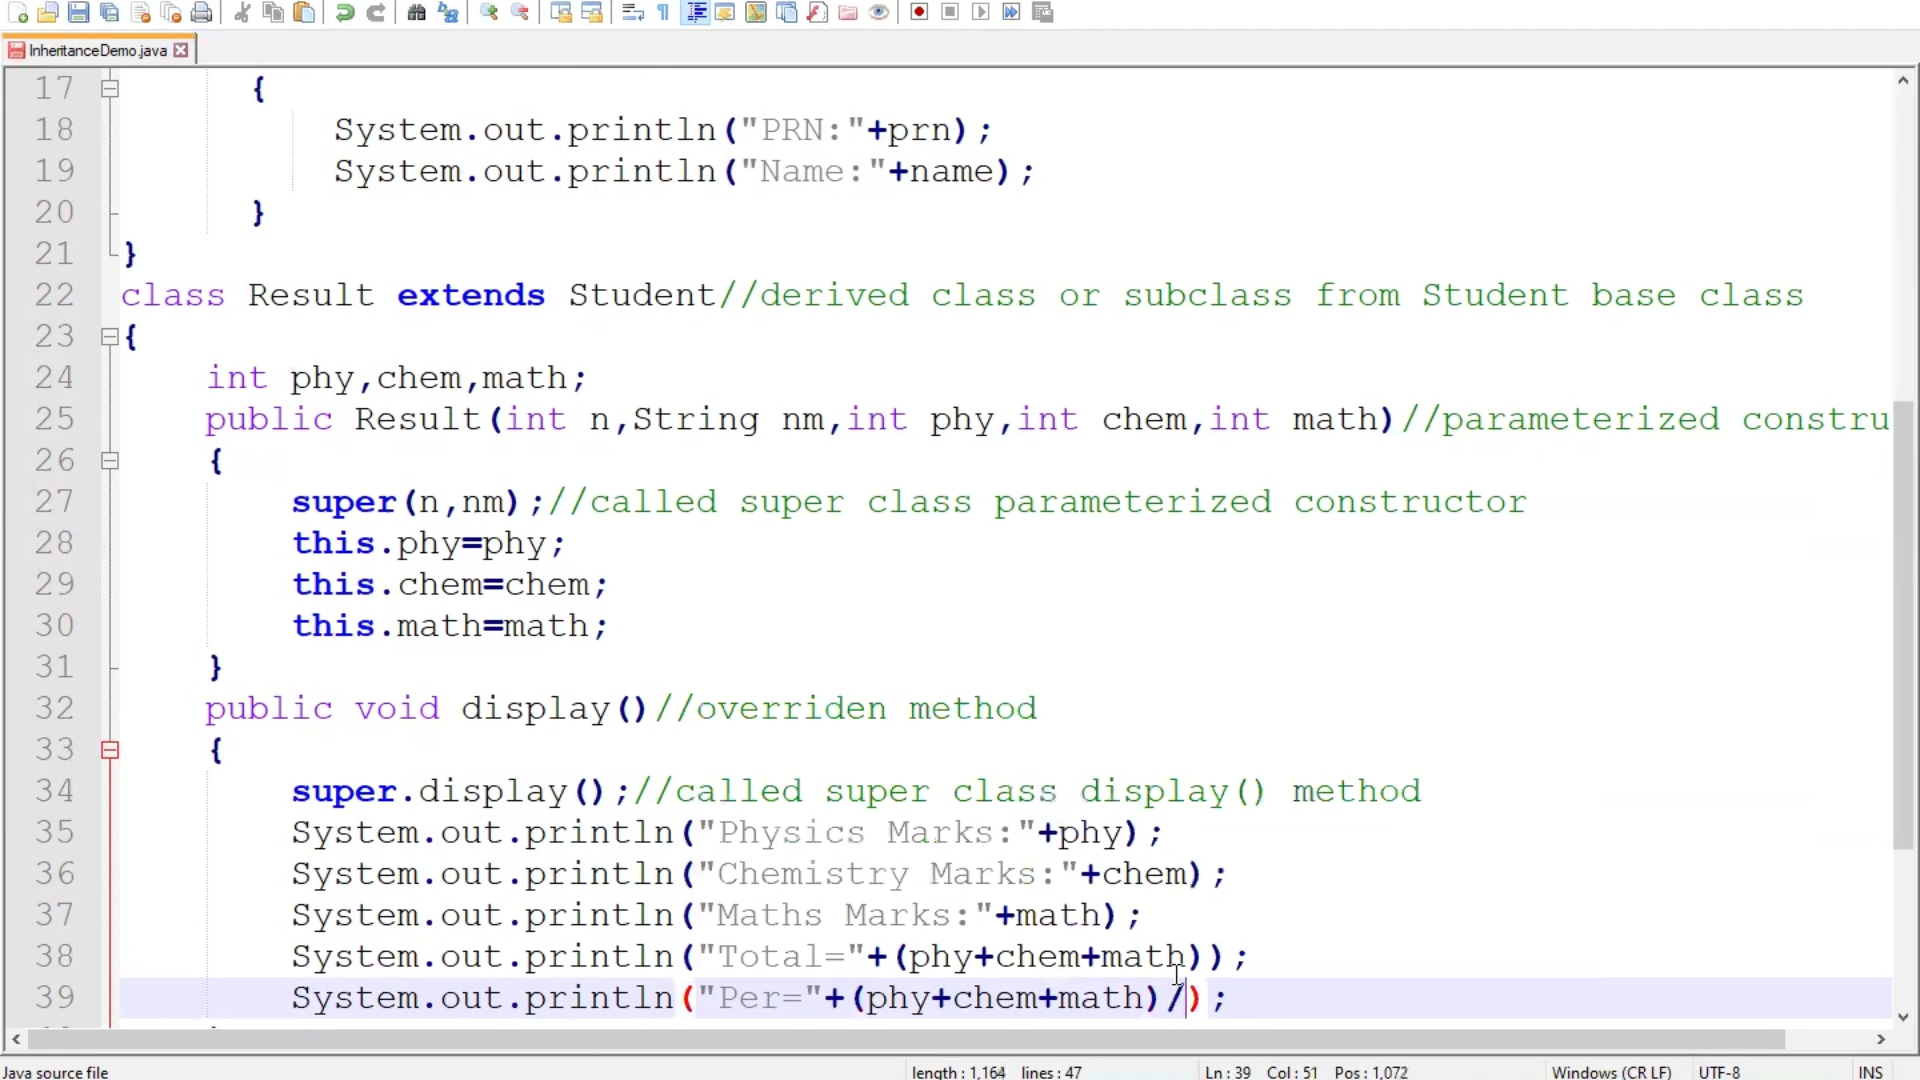 InheritanceDemo.java
17 {
18 System.out.println("PRN:"+prn);
19 System.out.println("Name:"+name);
20 }
21 }
22 class Result extends Student//derived class or subclass from Student base class
23 {
24 int phy,chem,math;
25 public Result(int n,String nm,int phy,int chem,int math)//parameterized constru
26 {
27 super(n,nm);//called super class parameterized constructor
28 this.phy=phy;
29 this.chem=chem;
30 this.math=math;
31 }
32 public void display()//overriden method
33 {
34 super.display();//called super class display() method
35 System.out.println("Physics Marks:"+phy);
36 System.out.println("Chemistry Marks:"+chem);
37 System.out.println("Maths Marks:"+math);
38 System.out.println("Total="+(phy+chem+math));
39 System.out.println("Per="+(phy+chem+math)/);
Java source file length : 1,164 lines : 47 Ln : 39 Col : 51 Pos : 1,072 Windows (CR LF) UTF-8 INS